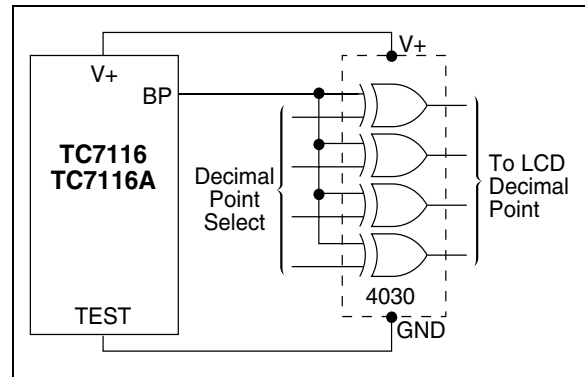 V+
V+
BP
TC7116
TC7116A
Decimal
Point
Select
To LCD
Decimal
Point
4030
TEST
GND